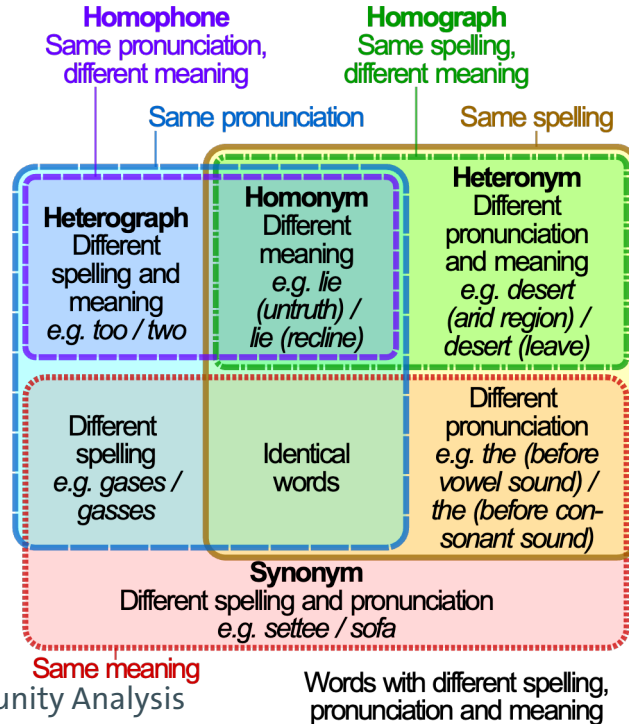 Homophone
Same pronunciation,
different meaning
Homograph
Same spelling,
different meaning
Same pronunciation
Same spelling
Heterograph
Different
spelling and
meaning
e.g. too / two
Homonym
Different
meaning
e.g. lie
(untruth) /
lie (recline)
Heteronym
Different
pronunciation
and meaning
e.g. desert
(arid region) /
desert (leave)
Different
spelling
e.g. gases /
gasses
Identical
words
Different
pronunciation
e.g. the (before
vowel sound) /
the (before con-
sonant sound)
Synonym
Different spelling and pronunciation
e.g. settee / sofa
Same meaning
unity Analysis
Words with different spelling,
pronunciation and meaning